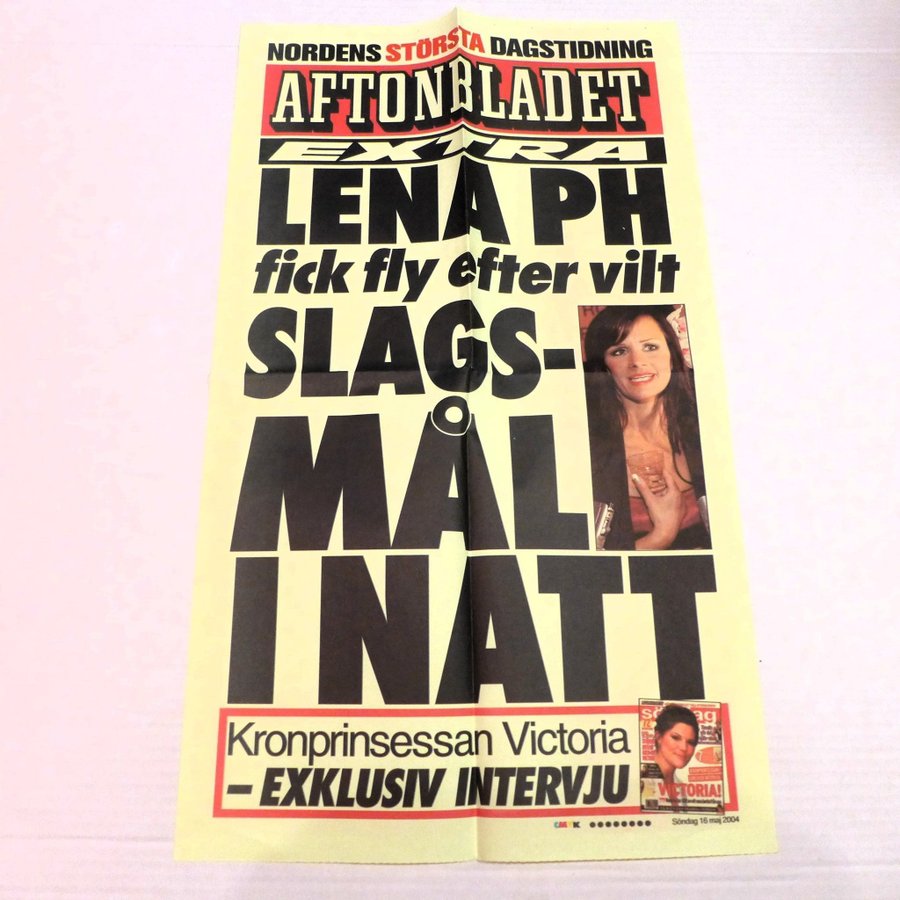 NORDENS STÖRSTA DAGSTIDNING
AFTONBLADET
EXTRA
LENA PH
fick fly efter vilt
SLAGS-
MÅL
I NATT
Kronprinsessan Victoria
– EXKLUSIV INTERVJU
VICTORIA!
CMYK
Söndag 16 maj 2004